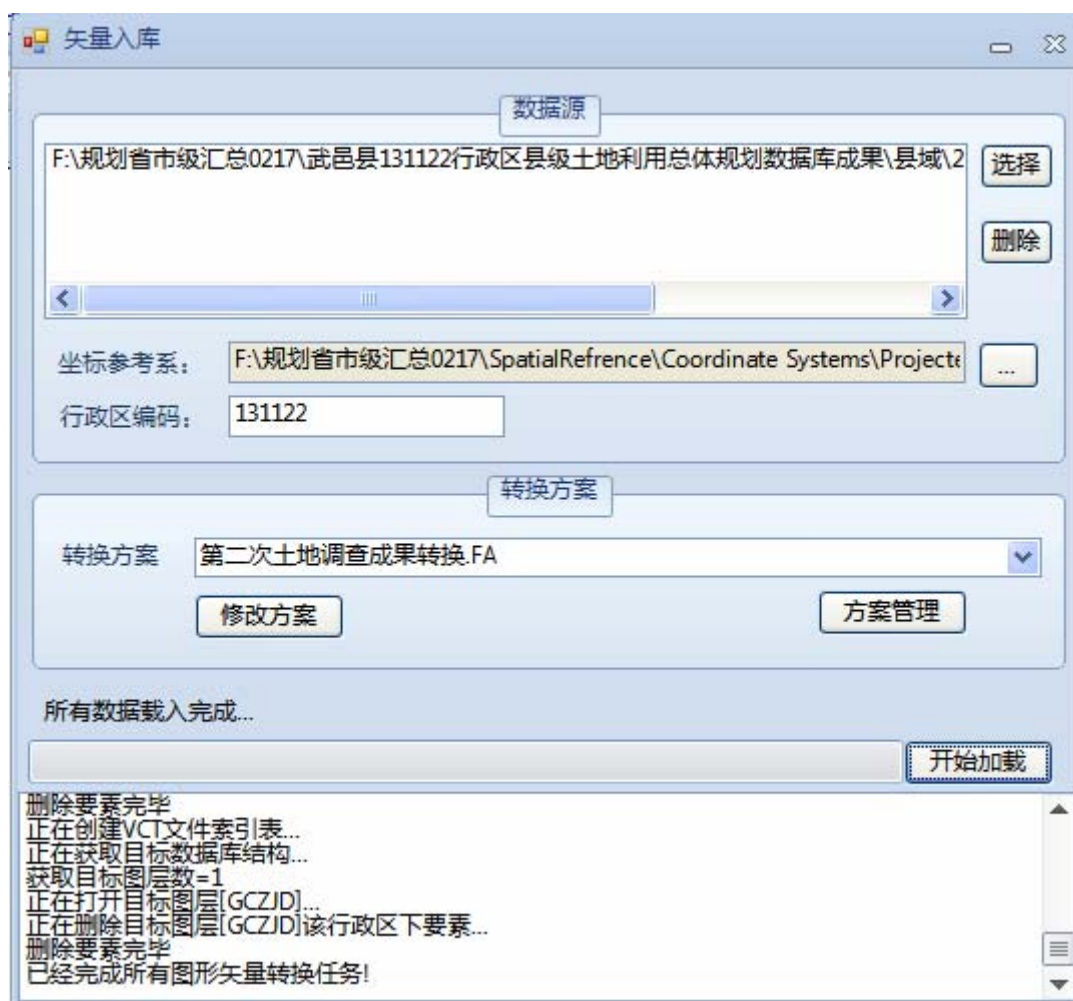 矢量入库
数据源
F:\规划省市级汇总0217\武邑县131122行政区县级土地利用总体规划数据库成果\县域\2
选择
删除
坐标参考系：
F:\规划省市级汇总0217\SpatialRefrence\Coordinate Systems\Projecte
...
行政区编码：
131122
转换方案
转换方案
第二次土地调查成果转换.FA
修改方案
方案管理
所有数据载入完成...
开始加载
删除要素完毕
正在创建VCT文件索引表...
正在获取目标数据库结构...
获取目标图层数=1
正在打开目标图层[GCZJD]...
正在删除目标图层[GCZJD]该行政区下要素...
删除要素完毕
已经完成所有图形矢量转换任务!